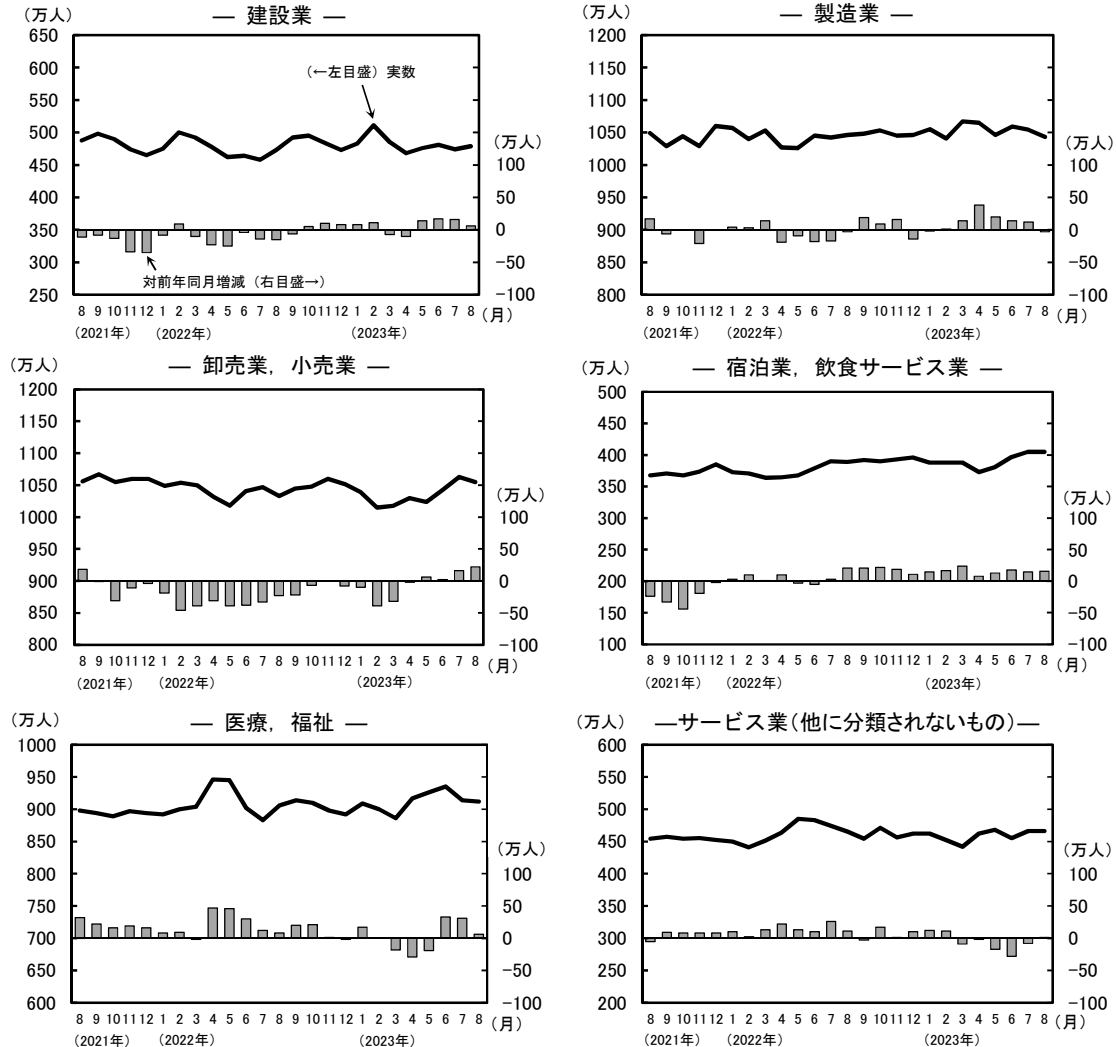 (万人)
― 建設業 ―
650
600
550
500
450
400
350
300
250
(←左目盛) 実数
対前年同月増減 (右目盛→)
(万人)
100
50
0
-50
-100
8 9 10 11 12 1 2 3 4 5 6 7 8 9 10 11 12 1 2 3 4 5 6 7 8 (月)
(2021年) (2022年) (2023年)
― 製造業 ―
(万人)
1200
1150
1100
1050
1000
950
900
850
800
(万人)
100
50
0
-50
-100
8 9 10 11 12 1 2 3 4 5 6 7 8 9 10 11 12 1 2 3 4 5 6 7 8 (月)
(2021年) (2022年) (2023年)
(万人)
― 卸売業, 小売業 ―
1200
1150
1100
1050
1000
950
900
850
800
(万人)
100
50
0
-50
-100
8 9 10 11 12 1 2 3 4 5 6 7 8 9 10 11 12 1 2 3 4 5 6 7 8 (月)
(2021年) (2022年) (2023年)
(万人)
― 宿泊業, 飲食サービス業 ―
500
450
400
350
300
250
200
150
100
(万人)
100
50
0
-50
-100
8 9 10 11 12 1 2 3 4 5 6 7 8 9 10 11 12 1 2 3 4 5 6 7 8 (月)
(2021年) (2022年) (2023年)
(万人)
― 医療, 福祉 ―
1000
950
900
850
800
750
700
650
600
(万人)
100
50
0
-50
-100
8 9 10 11 12 1 2 3 4 5 6 7 8 9 10 11 12 1 2 3 4 5 6 7 8 (月)
(2021年) (2022年) (2023年)
(万人)
―サービス業(他に分類されないもの)―
600
550
500
450
400
350
300
250
200
(万人)
100
50
0
-50
-100
8 9 10 11 12 1 2 3 4 5 6 7 8 9 10 11 12 1 2 3 4 5 6 7 8 (月)
(2021年) (2022年) (2023年)